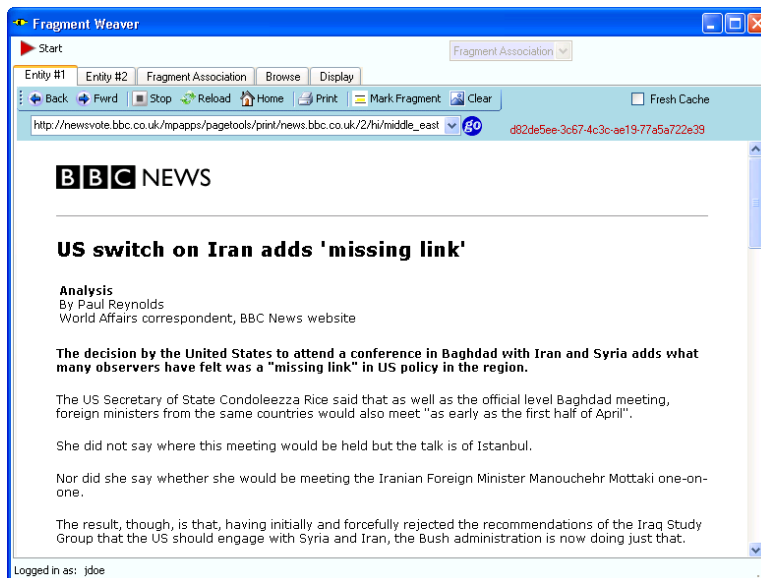 Fragment Weaver
Start
Fragment Association
Entity #1 Entity #2 Fragment Association Browse Display
Back Fwrd Stop Reload Home Print Mark Fragment Clear Fresh Cache
http://newsvote.bbc.co.uk/mpapps/pagetools/print/news.bbc.co.uk/2/hi/middle_east go d82de5ee-3c67-4c3c-ae19-77a5a722e39
BBC NEWS
US switch on Iran adds 'missing link'
Analysis
By Paul Reynolds
World Affairs correspondent, BBC News website
The decision by the United States to attend a conference in Baghdad with Iran and Syria adds what
many observers have felt was a "missing link" in US policy in the region.
The US Secretary of State Condoleezza Rice said that as well as the official level Baghdad meeting,
foreign ministers from the same countries would also meet "as early as the first half of April".
She did not say where this meeting would be held but the talk is of Istanbul.
Nor did she say whether she would be meeting the Iranian Foreign Minister Manouchehr Mottaki one-on-
one.
The result, though, is that, having initially and forcefully rejected the recommendations of the Iraq Study
Group that the US should engage with Syria and Iran, the Bush administration is now doing just that.
Logged in as: jdoe